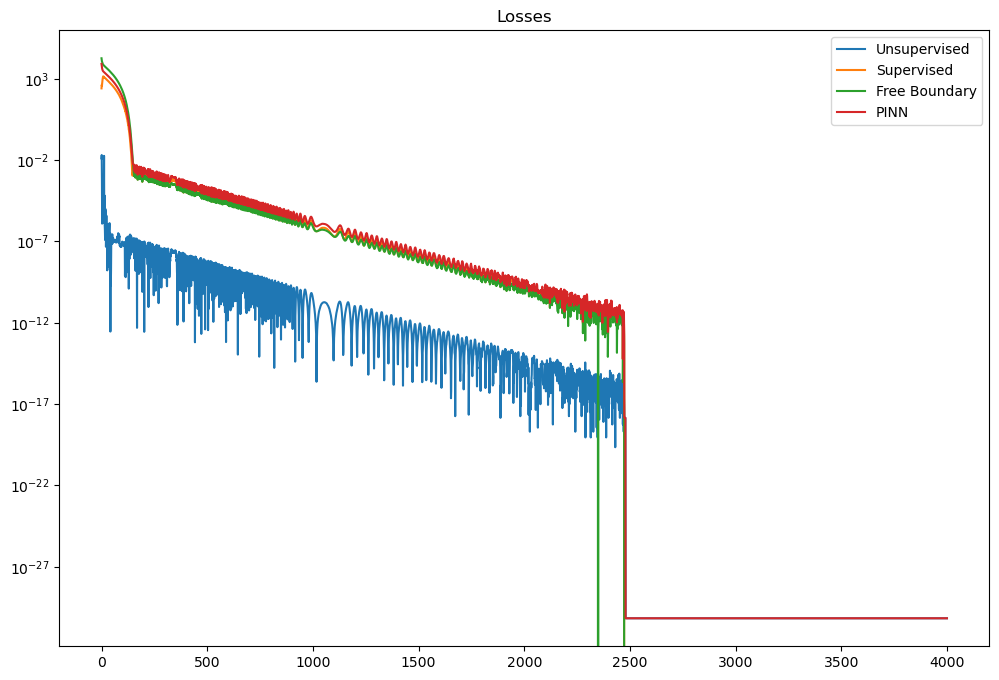 Losses
Unsupervised
Supervised
Free Boundary
PINN
10^3
10^-2
10^-7
10^-12
10^-17
10^-22
10^-27
0 500 1000 1500 2000 2500 3000 3500 4000